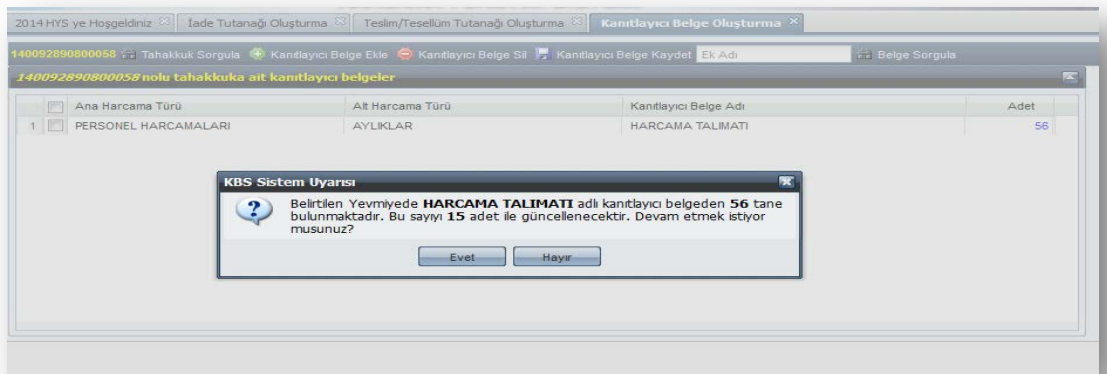 2014 HYS ye Hoşgeldiniz İade Tutanağı Oluşturma Teslim/Tesellüm Tutanağı Oluşturma Kanıtlayıcı Belge Oluşturma
140092890800058 Tahakkuk Sorgula Kanıtlayıcı Belge Ekle Kanıtlayıcı Belge Sil Kanıtlayıcı Belge Kaydet Ek Adı Belge Sorgula
140092890800058 nolu tahakkuka ait kanıtlayıcı belgeler
Ana Harcama Türü Alt Harcama Türü Kanıtlayıcı Belge Adı Adet
1 PERSONEL HARCAMALARI AYLIKLAR HARCAMA TALIMATI 56
KBS Sistem Uyarısı
Belirtilen Yevmiyede HARCAMA TALIMATI adlı kanıtlayıcı belgeden 56 tane
bulunmaktadır. Bu sayıyı 15 adet ile güncellenecektir. Devam etmek istiyor
musunuz?
Evet Hayır